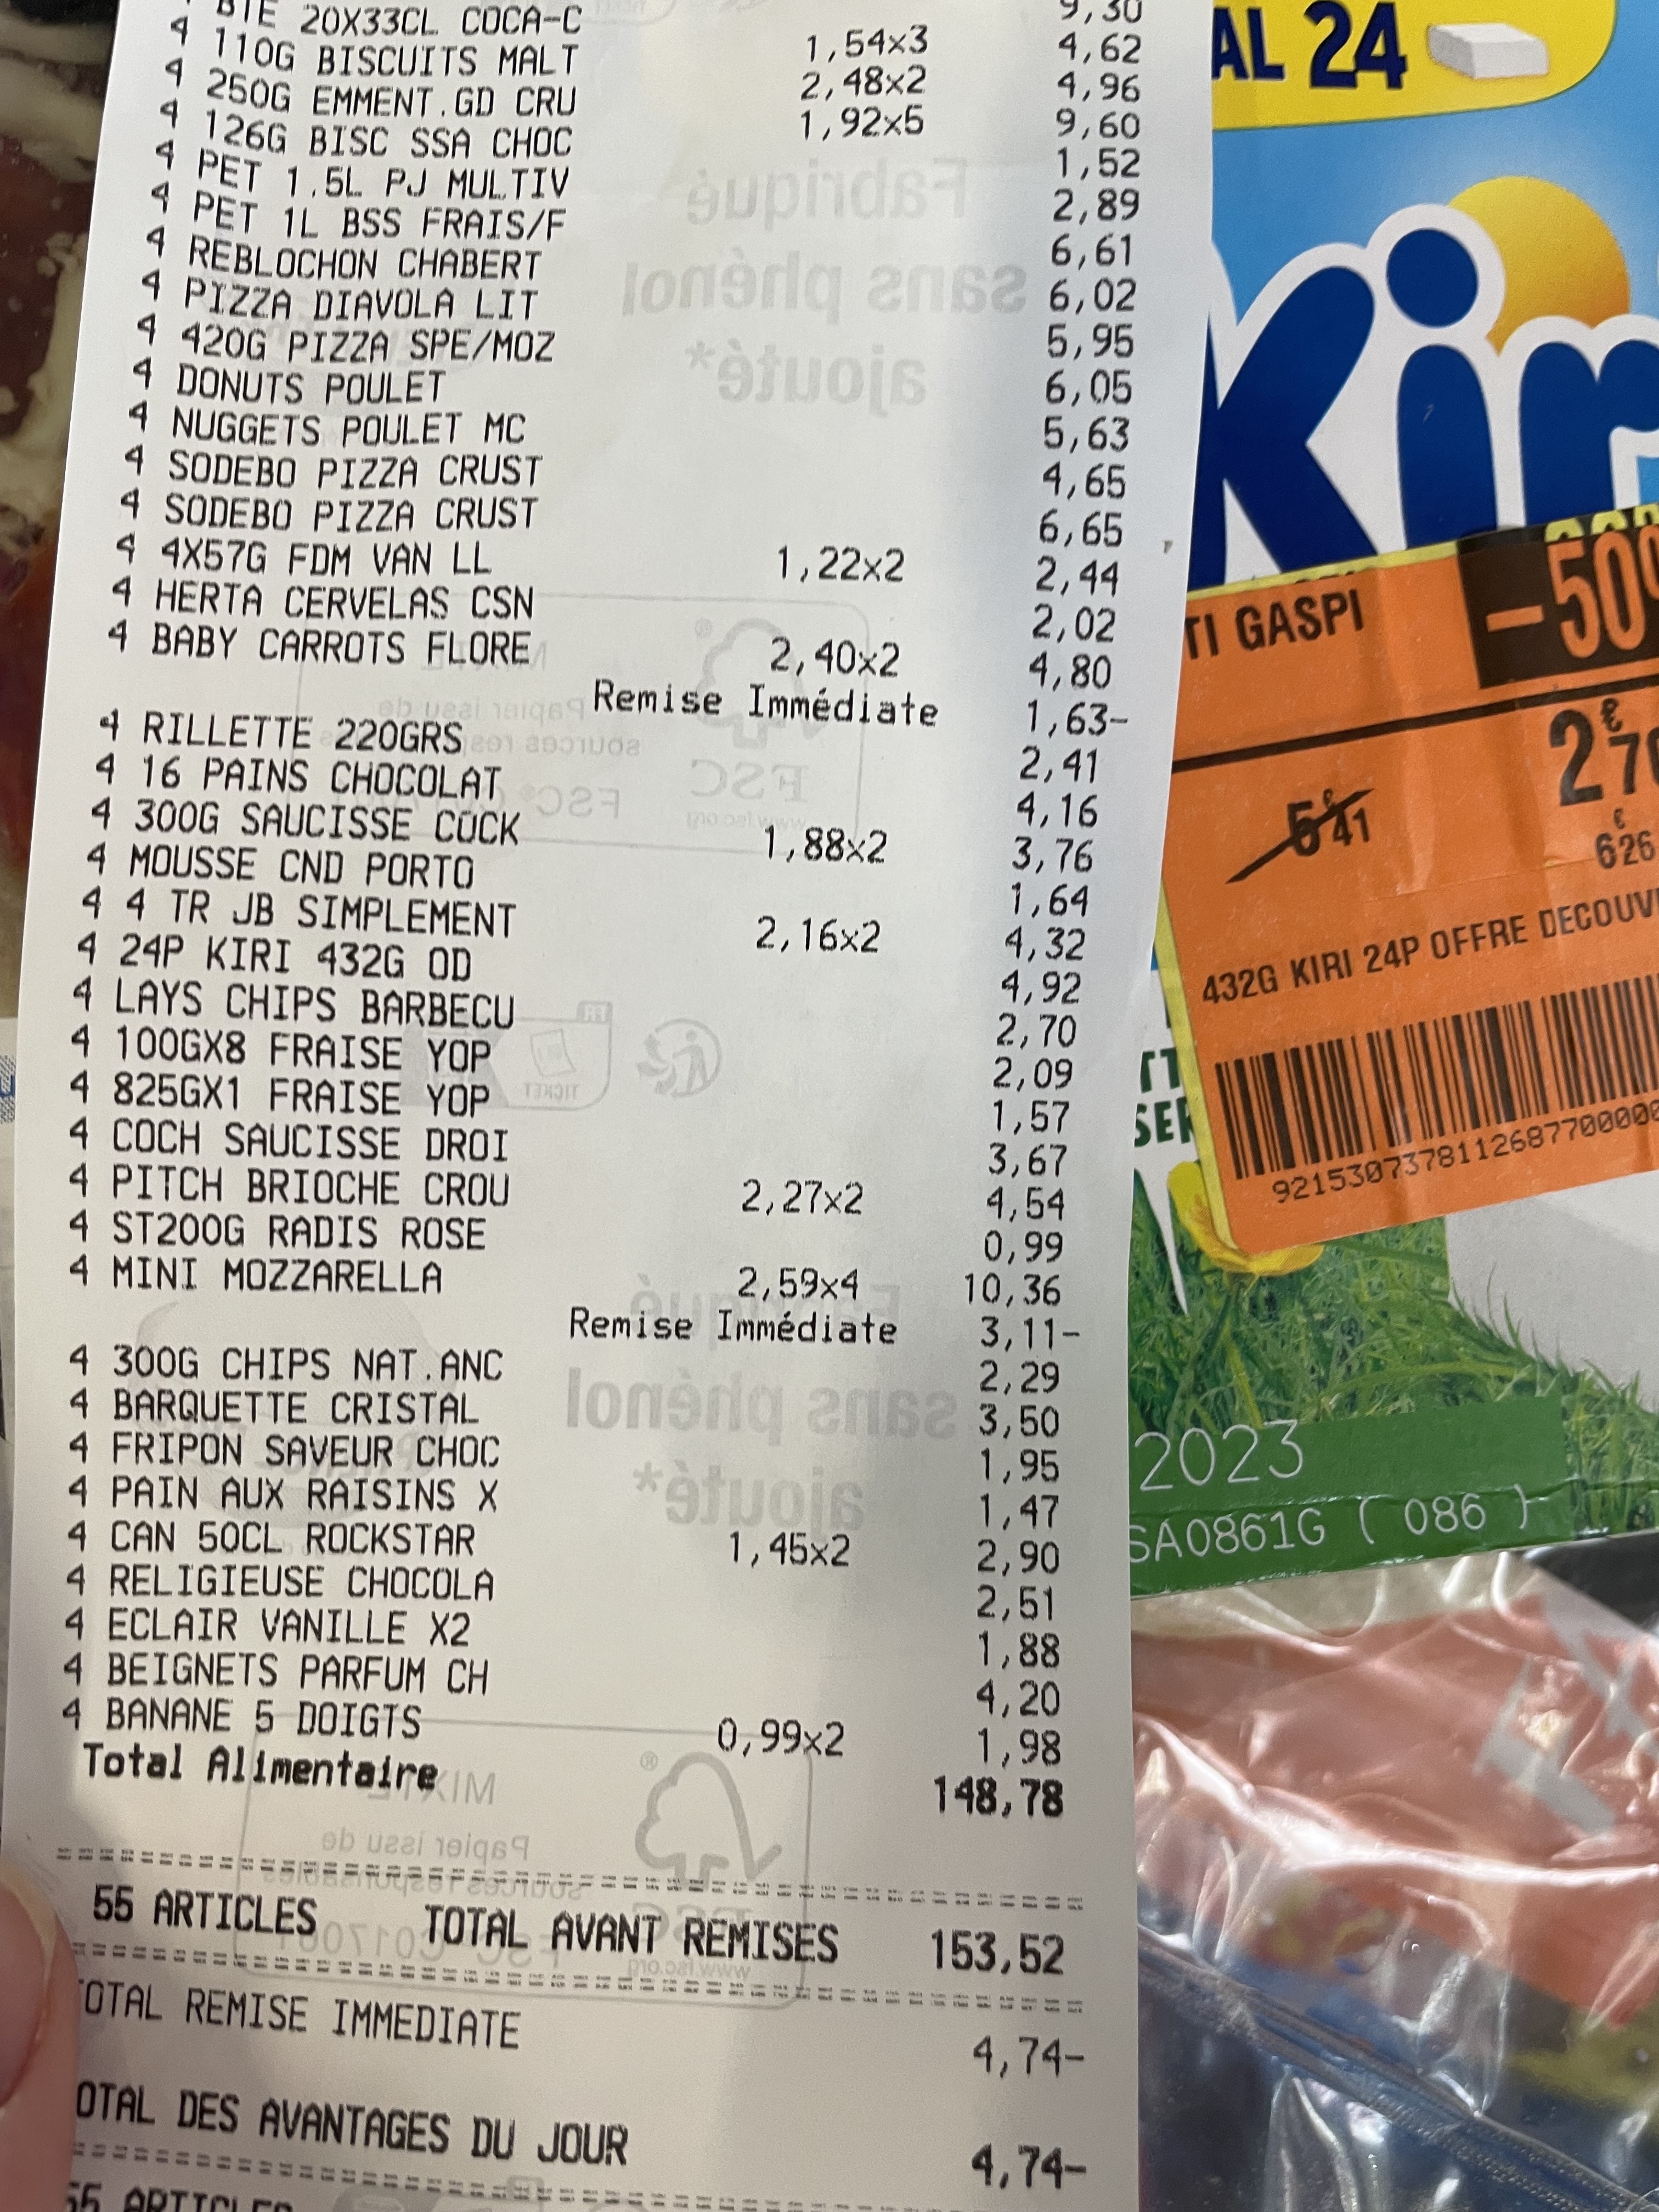 BTE 20X33CL COCA-C 9,30
4 110G BISCUITS MALT 1,54x3 4,62
4 250G EMMENT.GD CRU 2,48x2 4,96
4 126G BISC SSA CHOC 1,92x5 9,60
4 PET 1.5L PJ MULTIV 1,52
4 PET 1L BSS FRAIS/F 2,89
4 REBLOCHON CHABERT 6,61
4 PIZZA DIAVOLA LIT 6,02
4 420G PIZZA SPE/MOZ 5,95
4 DONUTS POULET 6,05
4 NUGGETS POULET MC 5,63
4 SODEBO PIZZA CRUST 4,65
4 SODEBO PIZZA CRUST 6,65
4 4X57G FDM VAN LL 1,22x2 2,44
4 HERTA CERVELAS CSN 2,02
4 BABY CARROTS FLORE 2,40x2 4,80
Remise Immédiate 1,63-
4 RILLETTE 220GRS 2,41
4 16 PAINS CHOCOLAT 4,16
4 300G SAUCISSE COCK 1,88x2 3,76
4 MOUSSE CND PORTO 1,64
4 4 TR JB SIMPLEMENT 2,16x2 4,32
4 24P KIRI 432G OD 4,92
4 LAYS CHIPS BARBECU 2,70
4 100GX8 FRAISE YOP 2,09
4 825GX1 FRAISE YOP 1,57
4 COCH SAUCISSE DROI 3,67
4 PITCH BRIOCHE CROU 2,27x2 4,54
4 ST200G RADIS ROSE 0,99
4 MINI MOZZARELLA 2,59x4 10,36
Remise Immédiate 3,11-
4 300G CHIPS NAT.ANC 2,29
4 BARQUETTE CRISTAL 3,50
4 FRIPON SAVEUR CHOC 1,95
4 PAIN AUX RAISINS X 1,47
4 CAN 50CL ROCKSTAR 1,45x2 2,90
4 RELIGIEUSE CHOCOLA 2,51
4 ECLAIR VANILLE X2 1,88
4 BEIGNETS PARFUM CH 4,20
4 BANANE 5 DOIGTS 0,99x2 1,98
Total Alimentaire 148,78
55 ARTICLES TOTAL AVANT REMISES 153,52
OTAL REMISE IMMEDIATE 4,74-
OTAL DES AVANTAGES DU JOUR 4,74-
55 ARTICLES
Fabriqué
sans phénol
ajouté*
Fabriqué
sans phénol
ajouté*
Papier issu de
FSC
AL 24
Kir
TI GASPI
-50
5€41
2€70
6€26
432G KIRI 24P OFFRE DECOUV
2023
SA0861G ( 086 )